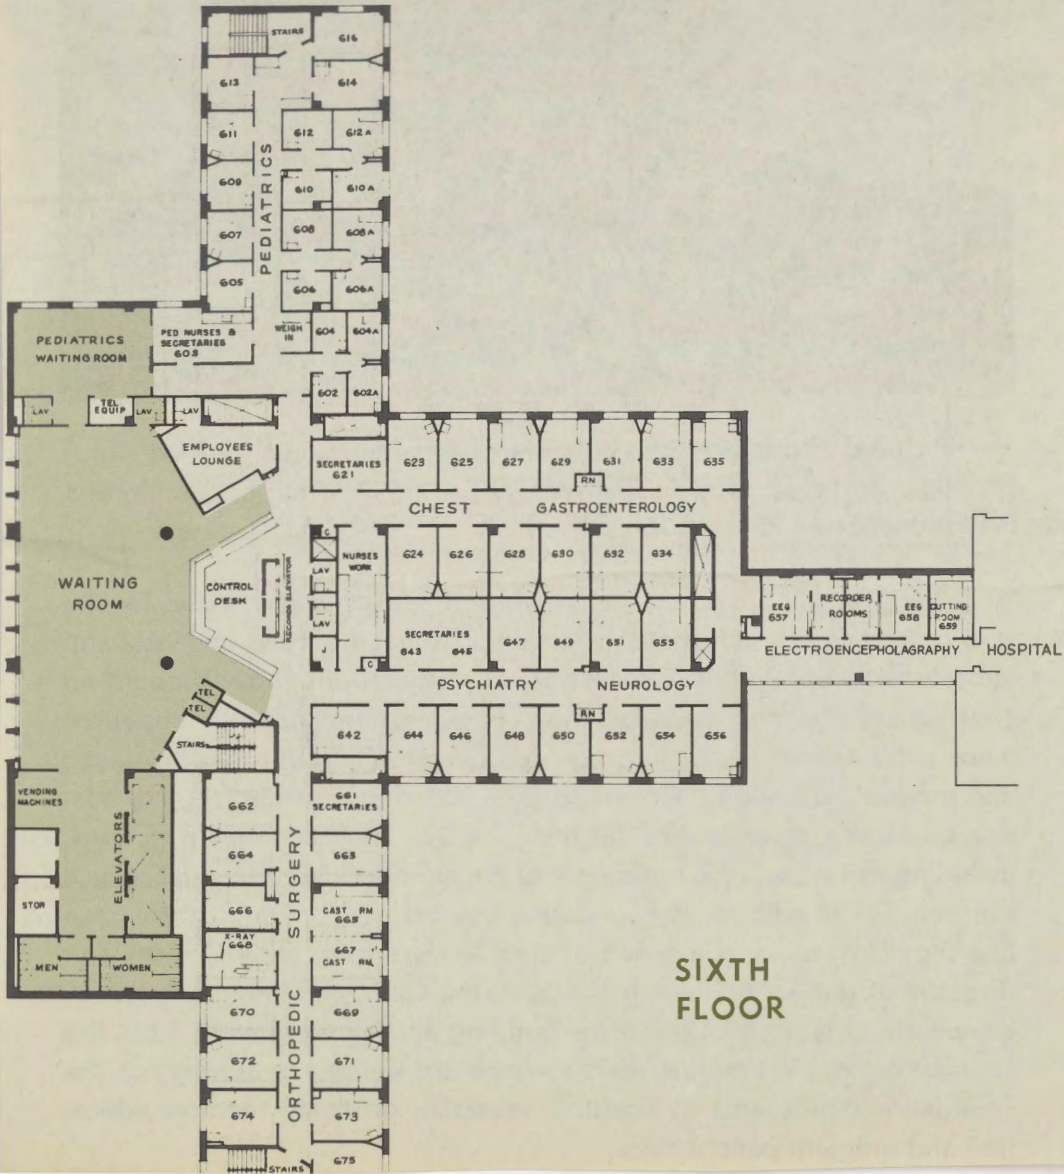 STAIRS
616
613
614
611
612
612A
PEDIATRICS
609
610
610A
607
608
608A
605
606
606A
PEDIATRICS
WAITING ROOM
PED NURSES &
SECRETARIES
603
WEIGH
IN
604
604A
602
602A
LAV
TEL
EQUIP
LAV
LAV
EMPLOYEES
LOUNGE
SECRETARIES
621
623
625
627
629
631
633
635
RN
CHEST
GASTROENTEROLOGY
WAITING
ROOM
CONTROL
DESK
RECORDS ELEVATOR
C
LAV
LAV
J
NURSES
WORK
C
624
626
628
630
632
634
SECRETARIES
643
645
647
649
651
653
EEG
657
RECORDER
ROOMS
EEG
658
CUTTING
ROOM
659
ELECTROENCEPHOLAGRAPHY
HOSPITAL
PSYCHIATRY
NEUROLOGY
RN
TEL
TEL
STAIRS
642
644
646
648
650
652
654
656
VENDING
MACHINES
ELEVATORS
STOR
MEN
WOMEN
662
661
SECRETARIES
664
663
666
CAST RM
665
X-RAY
668
667
CAST RM
ORTHOPEDIC SURGERY
670
669
672
671
674
673
STAIRS
675
SIXTH
FLOOR